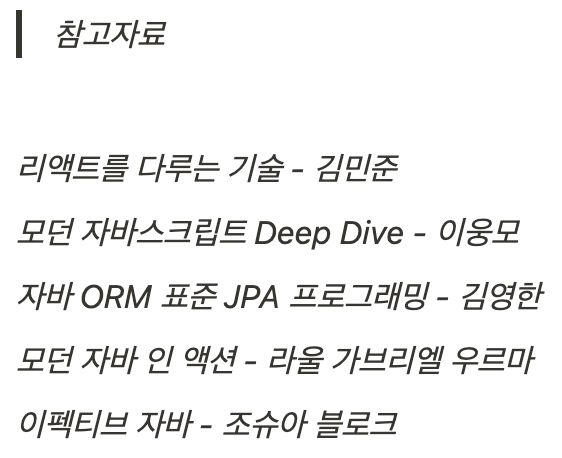 참고자료
리액트를 다루는 기술 - 김민준
모던 자바스크립트 Deep Dive - 이웅모
자바 ORM 표준 JPA 프로그래밍 - 김영한
모던 자바 인 액션 - 라울 가브리엘 우르마
이펙티브 자바 - 조슈아 블로크